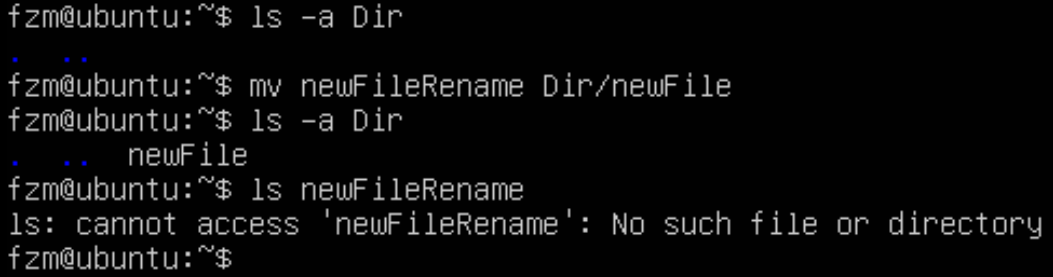 fzm@ubuntu:~$ ls -a Dir
.  ..
fzm@ubuntu:~$ mv newFileRename Dir/newFile
fzm@ubuntu:~$ ls -a Dir
.  ..  newFile
fzm@ubuntu:~$ ls newFileRename
ls: cannot access 'newFileRename': No such file or directory
fzm@ubuntu:~$